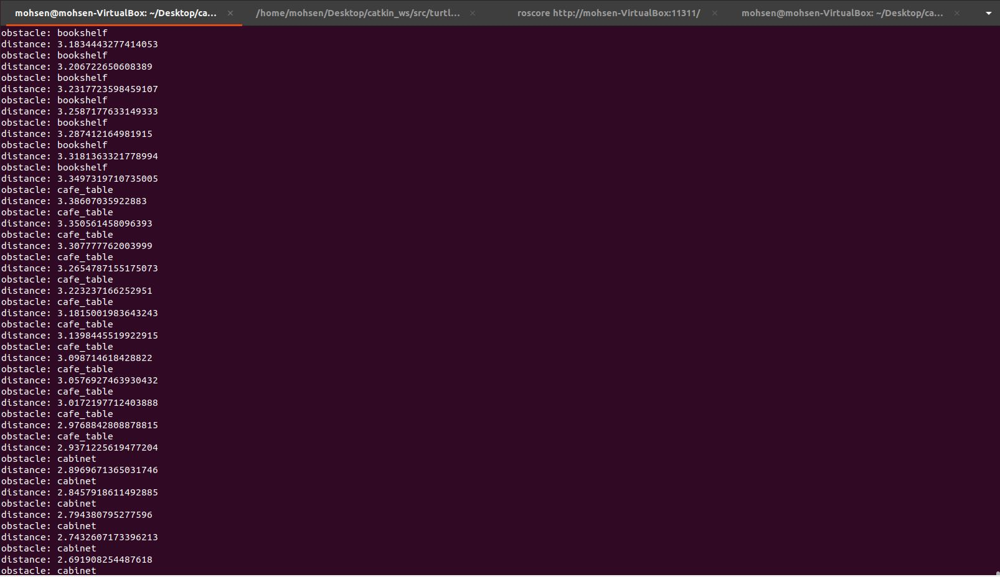 mohsen@mohsen-VirtualBox: ~/Desktop/ca...
/home/mohsen/Desktop/catkin_ws/src/turtl...
roscore http://mohsen-VirtualBox:11311/
mohsen@mohsen-VirtualBox: ~/Desktop/ca...
obstacle: bookshelf
distance: 3.1834443277414053
obstacle: bookshelf
distance: 3.206722650608389
obstacle: bookshelf
distance: 3.2317723598459107
obstacle: bookshelf
distance: 3.2587177633149333
obstacle: bookshelf
distance: 3.287412164981915
obstacle: bookshelf
distance: 3.3181363321778994
obstacle: bookshelf
distance: 3.3497319710735005
obstacle: cafe_table
distance: 3.38607035922883
obstacle: cafe_table
distance: 3.350561458096393
obstacle: cafe_table
distance: 3.307777762003999
obstacle: cafe_table
distance: 3.2654787155175073
obstacle: cafe_table
distance: 3.223237166252951
obstacle: cafe_table
distance: 3.1815001983643243
obstacle: cafe_table
distance: 3.1398445519922915
obstacle: cafe_table
distance: 3.098714618428822
obstacle: cafe_table
distance: 3.0576927463930432
obstacle: cafe_table
distance: 3.0172197712403888
obstacle: cafe_table
distance: 2.9768842808878815
obstacle: cafe_table
distance: 2.9371225619477204
obstacle: cabinet
distance: 2.8969671365031746
obstacle: cabinet
distance: 2.8457918611492885
obstacle: cabinet
distance: 2.794380795277596
obstacle: cabinet
distance: 2.7432607173396213
obstacle: cabinet
distance: 2.691908254487618
obstacle: cabinet